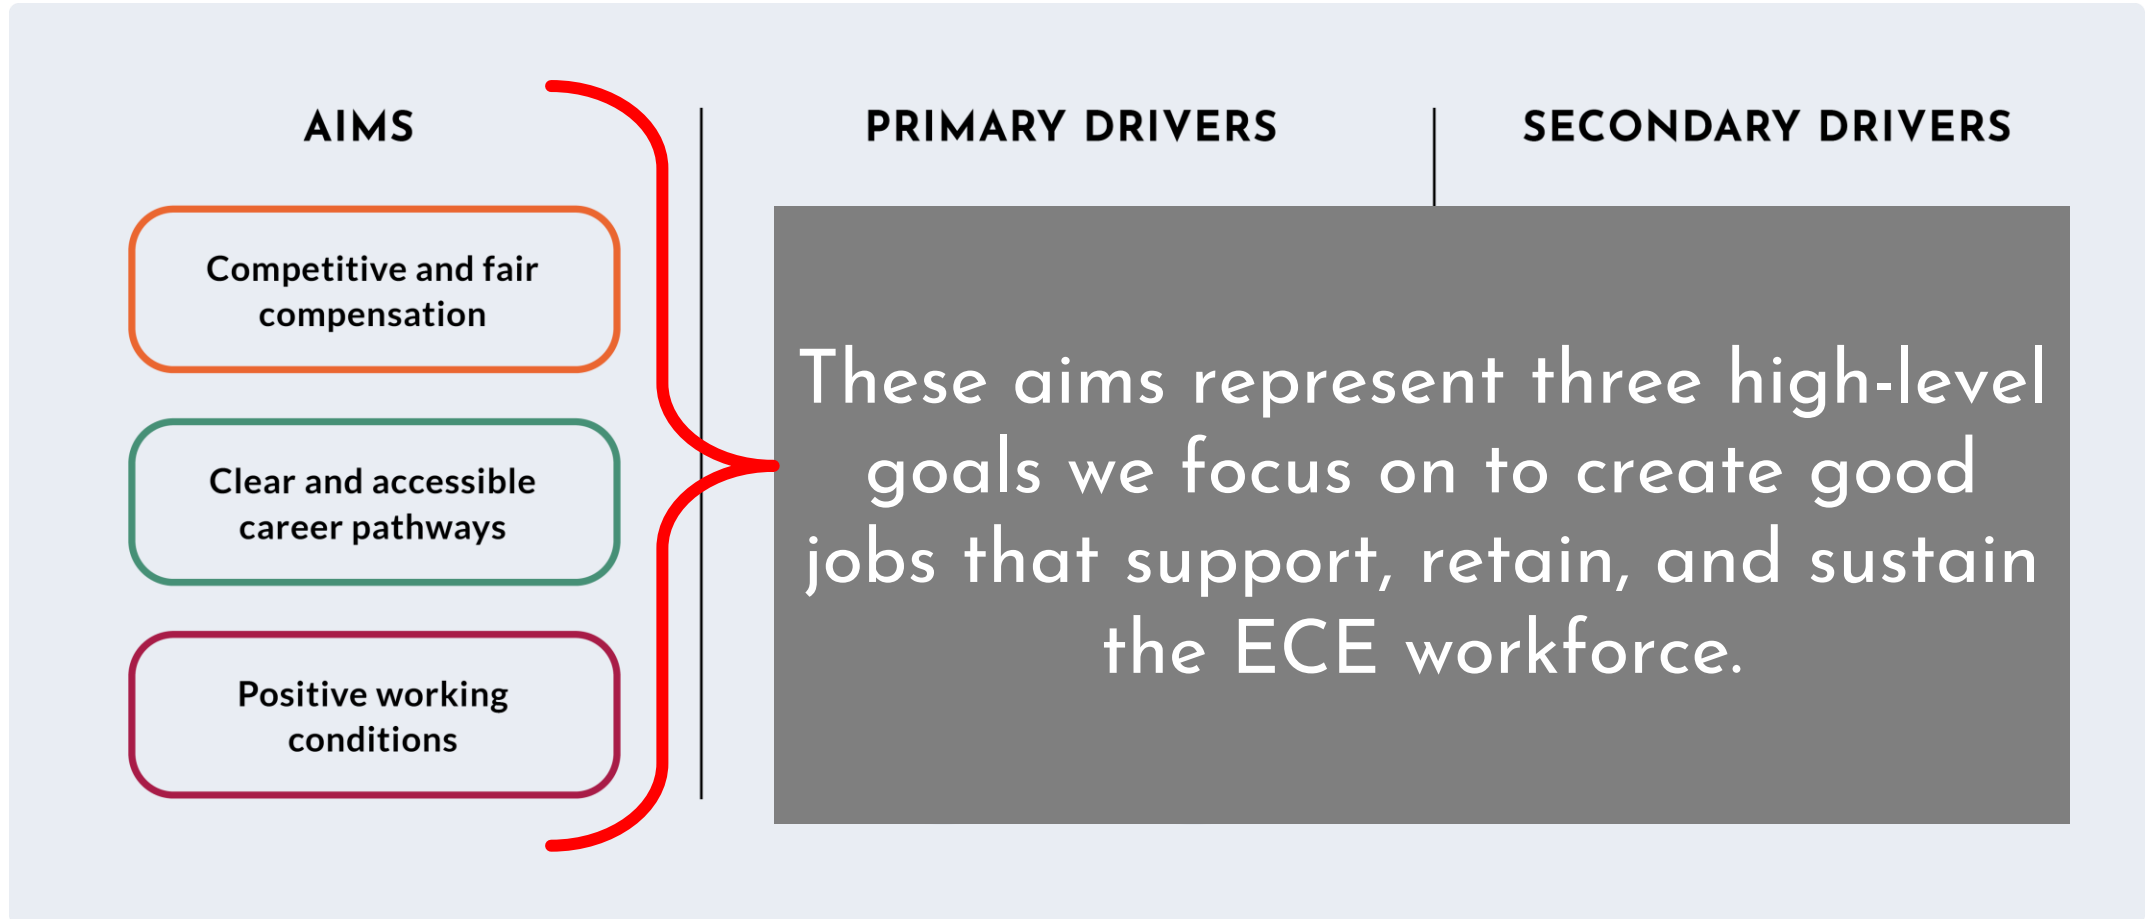 AIMS
PRIMARY DRIVERS
SECONDARY DRIVERS
Competitive and fair
compensation
Clear and accessible
career pathways
Positive working
conditions
These aims represent three high-level
goals we focus on to create good
jobs that support, retain, and sustain
the ECE workforce.